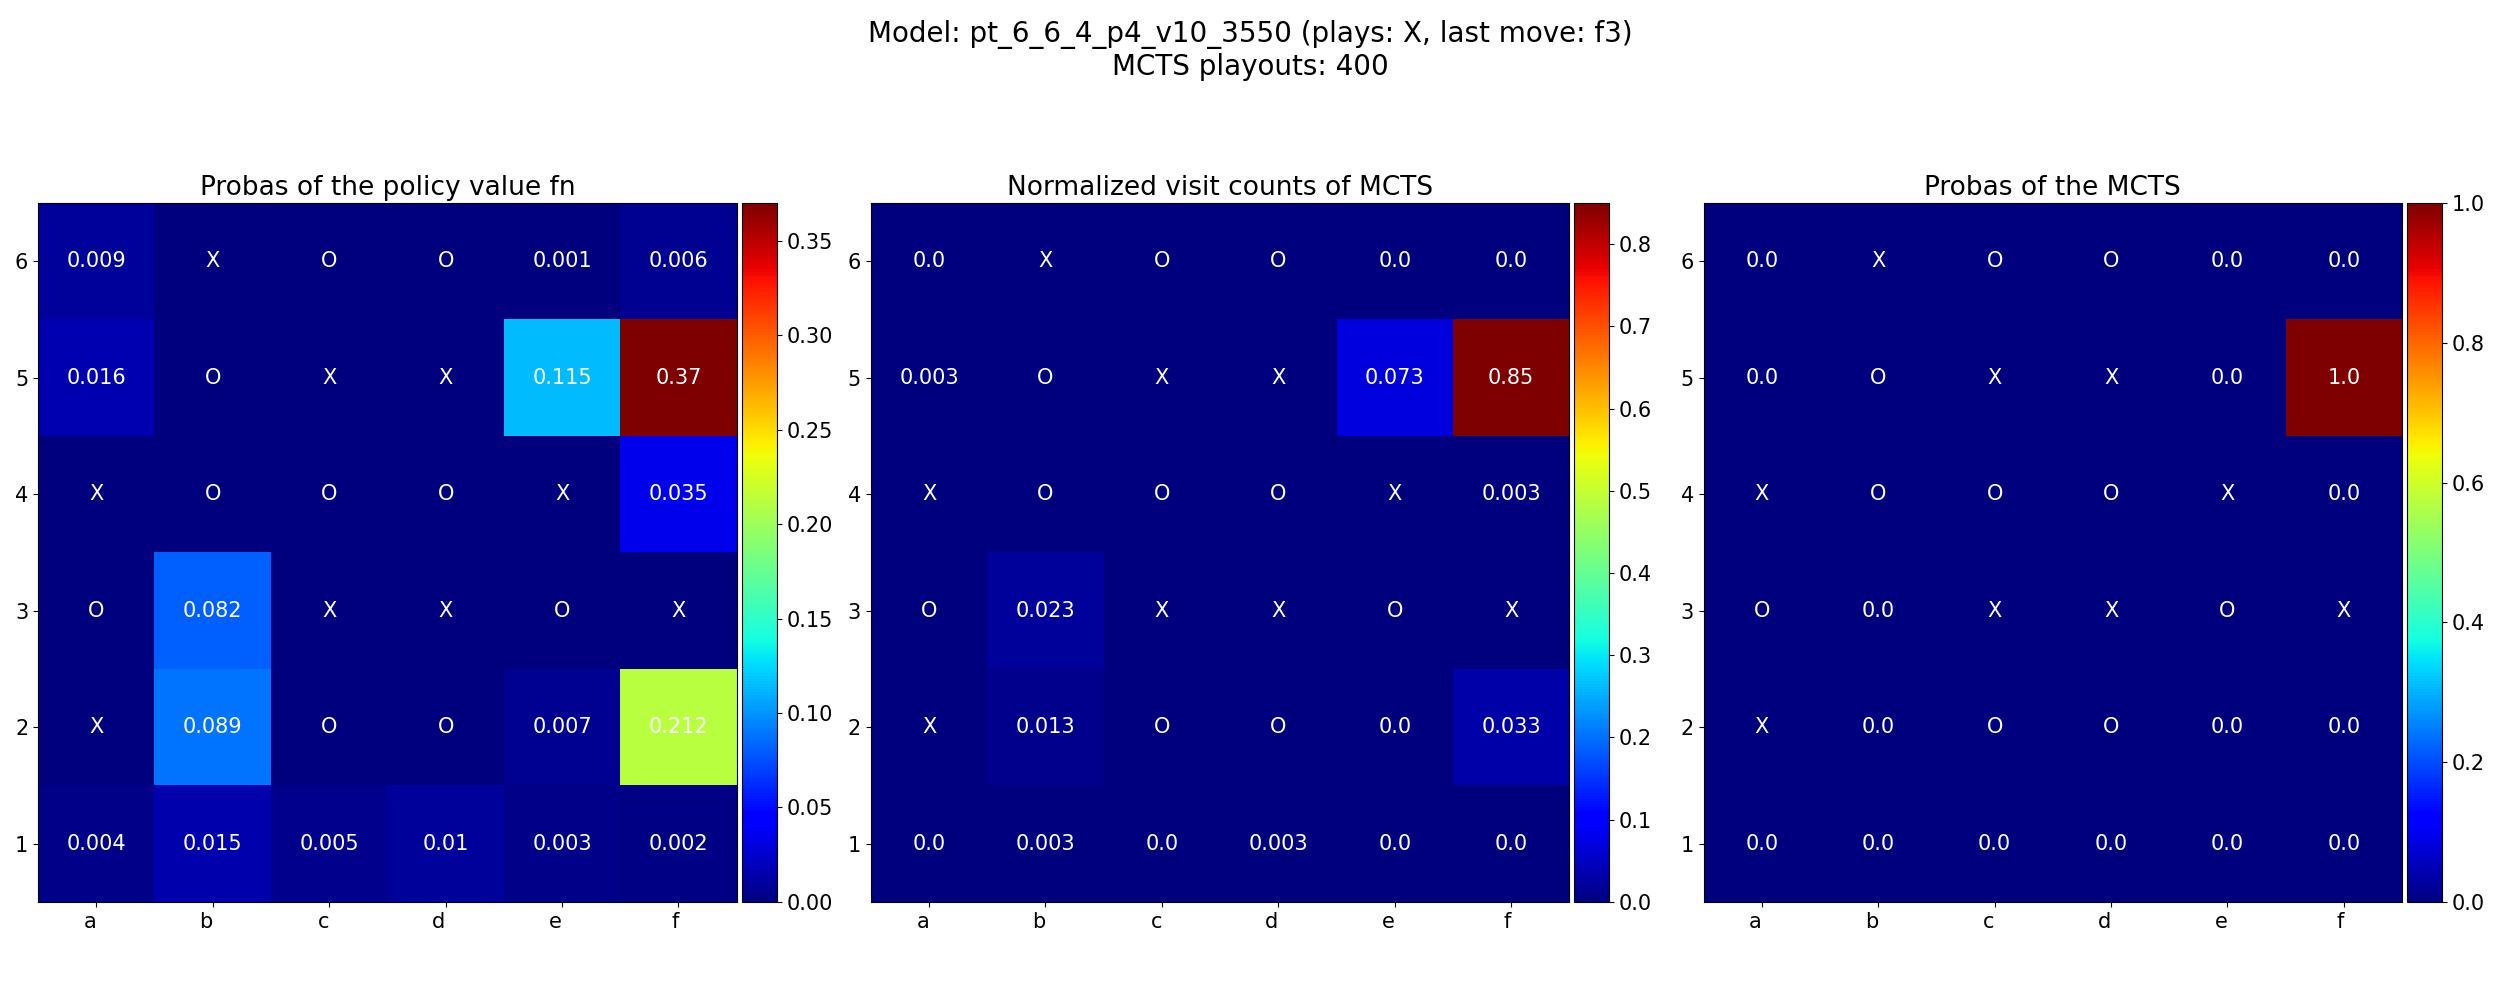 Model: pt_6_6_4_p4_v10_3550 (plays: X, last move: f3)
MCTS playouts: 400
Probas of the policy value fn
6 0.009 X O O 0.001 0.006
5 0.016 O X X 0.115 0.37
4 X O O O X 0.035
3 O 0.082 X X O X
2 X 0.089 O O 0.007 0.212
1 0.004 0.015 0.005 0.01 0.003 0.002
a b c d e f
0.35
0.30
0.25
0.20
0.15
0.10
0.05
0.00
Normalized visit counts of MCTS
6 0.0 X O O 0.0 0.0
5 0.003 O X X 0.073 0.85
4 X O O O X 0.003
3 O 0.023 X X O X
2 X 0.013 O O 0.0 0.033
1 0.0 0.003 0.0 0.003 0.0 0.0
a b c d e f
0.8
0.7
0.6
0.5
0.4
0.3
0.2
0.1
0.0
Probas of the MCTS
6 0.0 X O O 0.0 0.0
5 0.0 O X X 0.0 1.0
4 X O O O X 0.0
3 O 0.0 X X O X
2 X 0.0 O O 0.0 0.0
1 0.0 0.0 0.0 0.0 0.0 0.0
a b c d e f
1.0
0.8
0.6
0.4
0.2
0.0